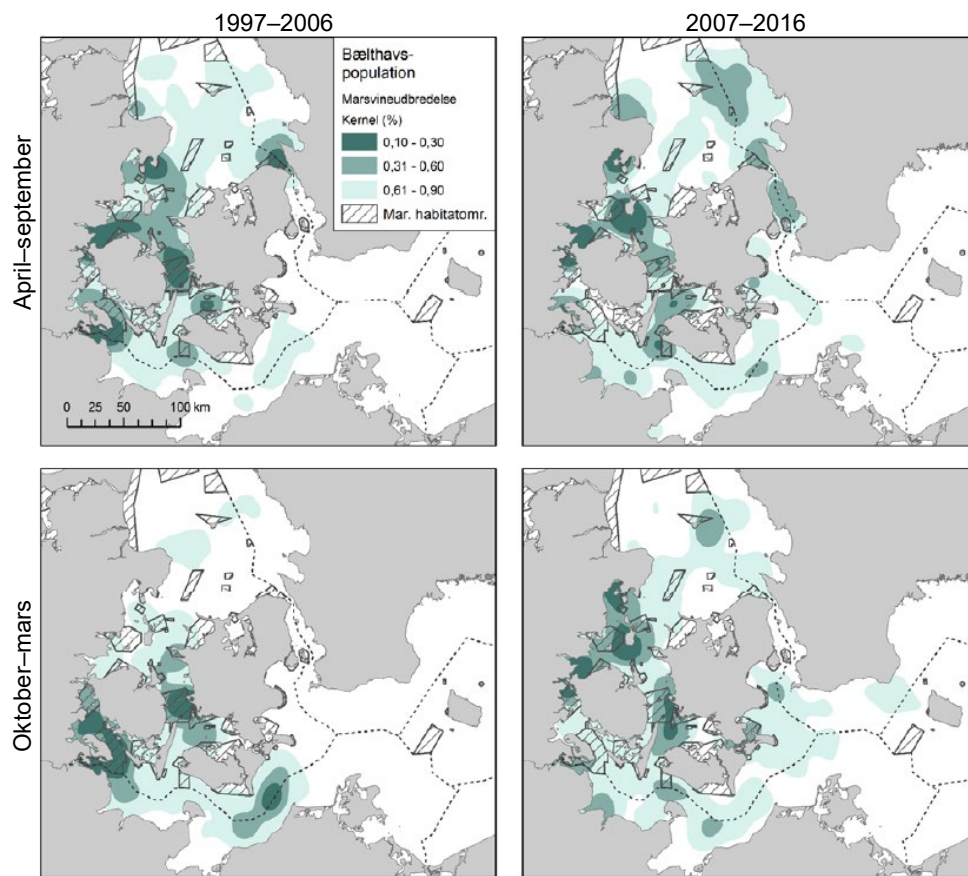 1997–2006
2007–2016
April–september
Bælthavs-
population
Marsvineudbredelse
Kernel (%)
0,10 - 0,30
0,31 - 0,60
0,61 - 0,90
Mar. habitatomr.
0 25 50 100 km
Oktober–mars